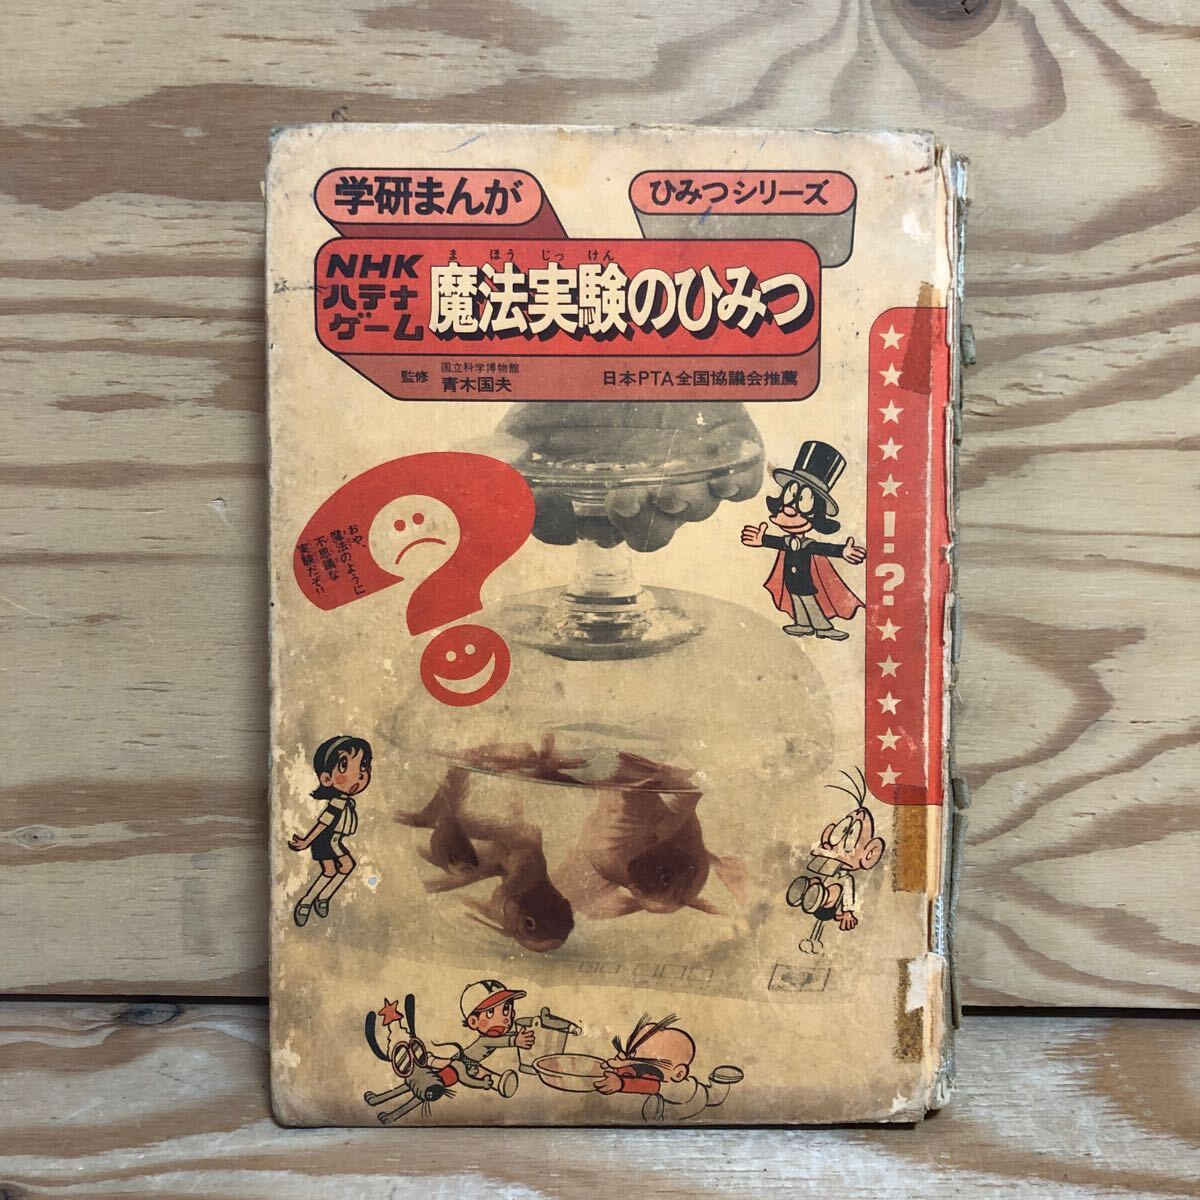 学研まんが
ひみつシリーズ
NHK
ハテナ
ゲーム
まほうじっけん
魔法実験のひみつ
監修
国立科学博物館
青木国夫
日本PTA全国協議会推薦
おや、
魔法のように
不思議な
実験だぞ!!
★★★★★!?★★★★★